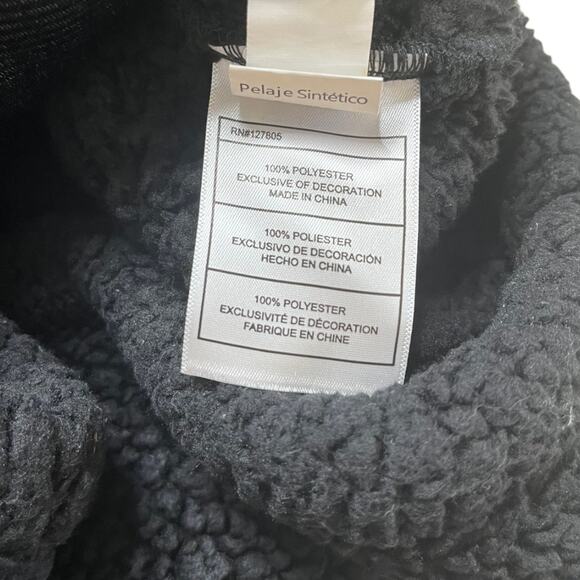 Pelaje Sintético
RN#127805
100% POLYESTER
EXCLUSIVE OF DECORATION
MADE IN CHINA
100% POLIESTER
EXCLUSIVO DE DECORACIÓN
HECHO EN CHINA
100% POLYESTER
EXCLUSIVITÉ DE DÉCORATION
FABRIQUE EN CHINE